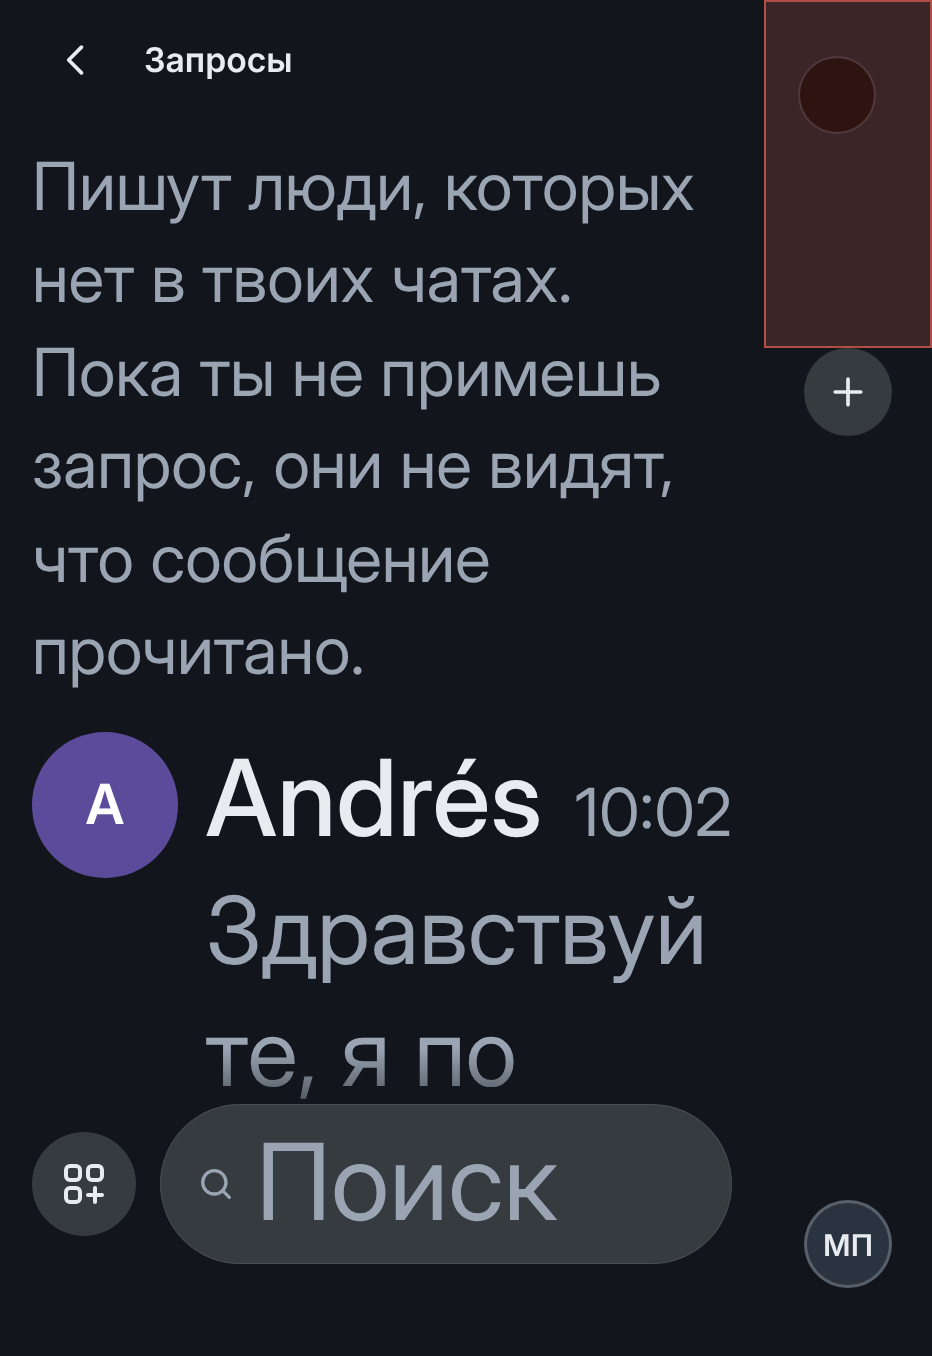 Запросы
Пишут люди, которых
нет в твоих чатах.
Пока ты не примешь
запрос, они не видят,
что сообщение
прочитано.
A
Andrés 10:02
Здравствуй
те, я по
Поиск
МП